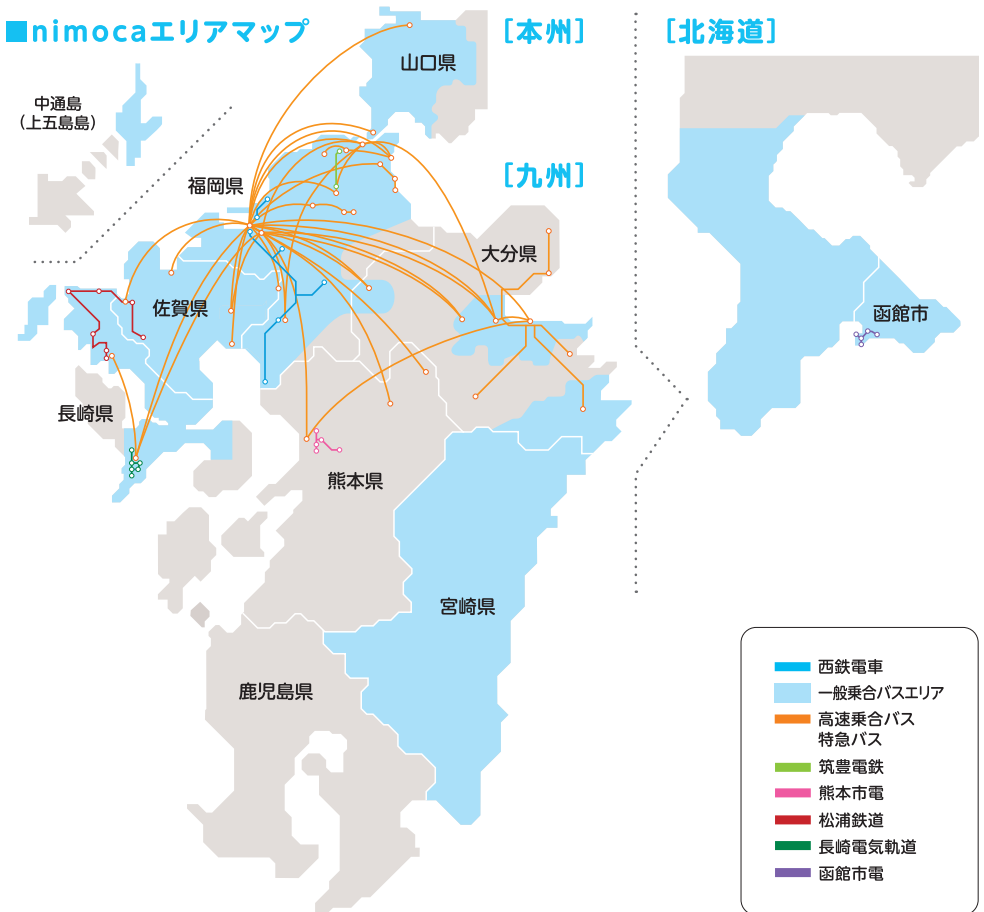 ■nimocaエリアマップ
［本州］
［北海道］
山口県
中通島
（上五島島）
［九州］
福岡県
大分県
佐賀県
函館市
長崎県
熊本県
宮崎県
鹿児島県
西鉄電車
一般乗合バスエリア
高速乗合バス
特急バス
筑豊電鉄
熊本市電
松浦鉄道
長崎電気軌道
函館市電